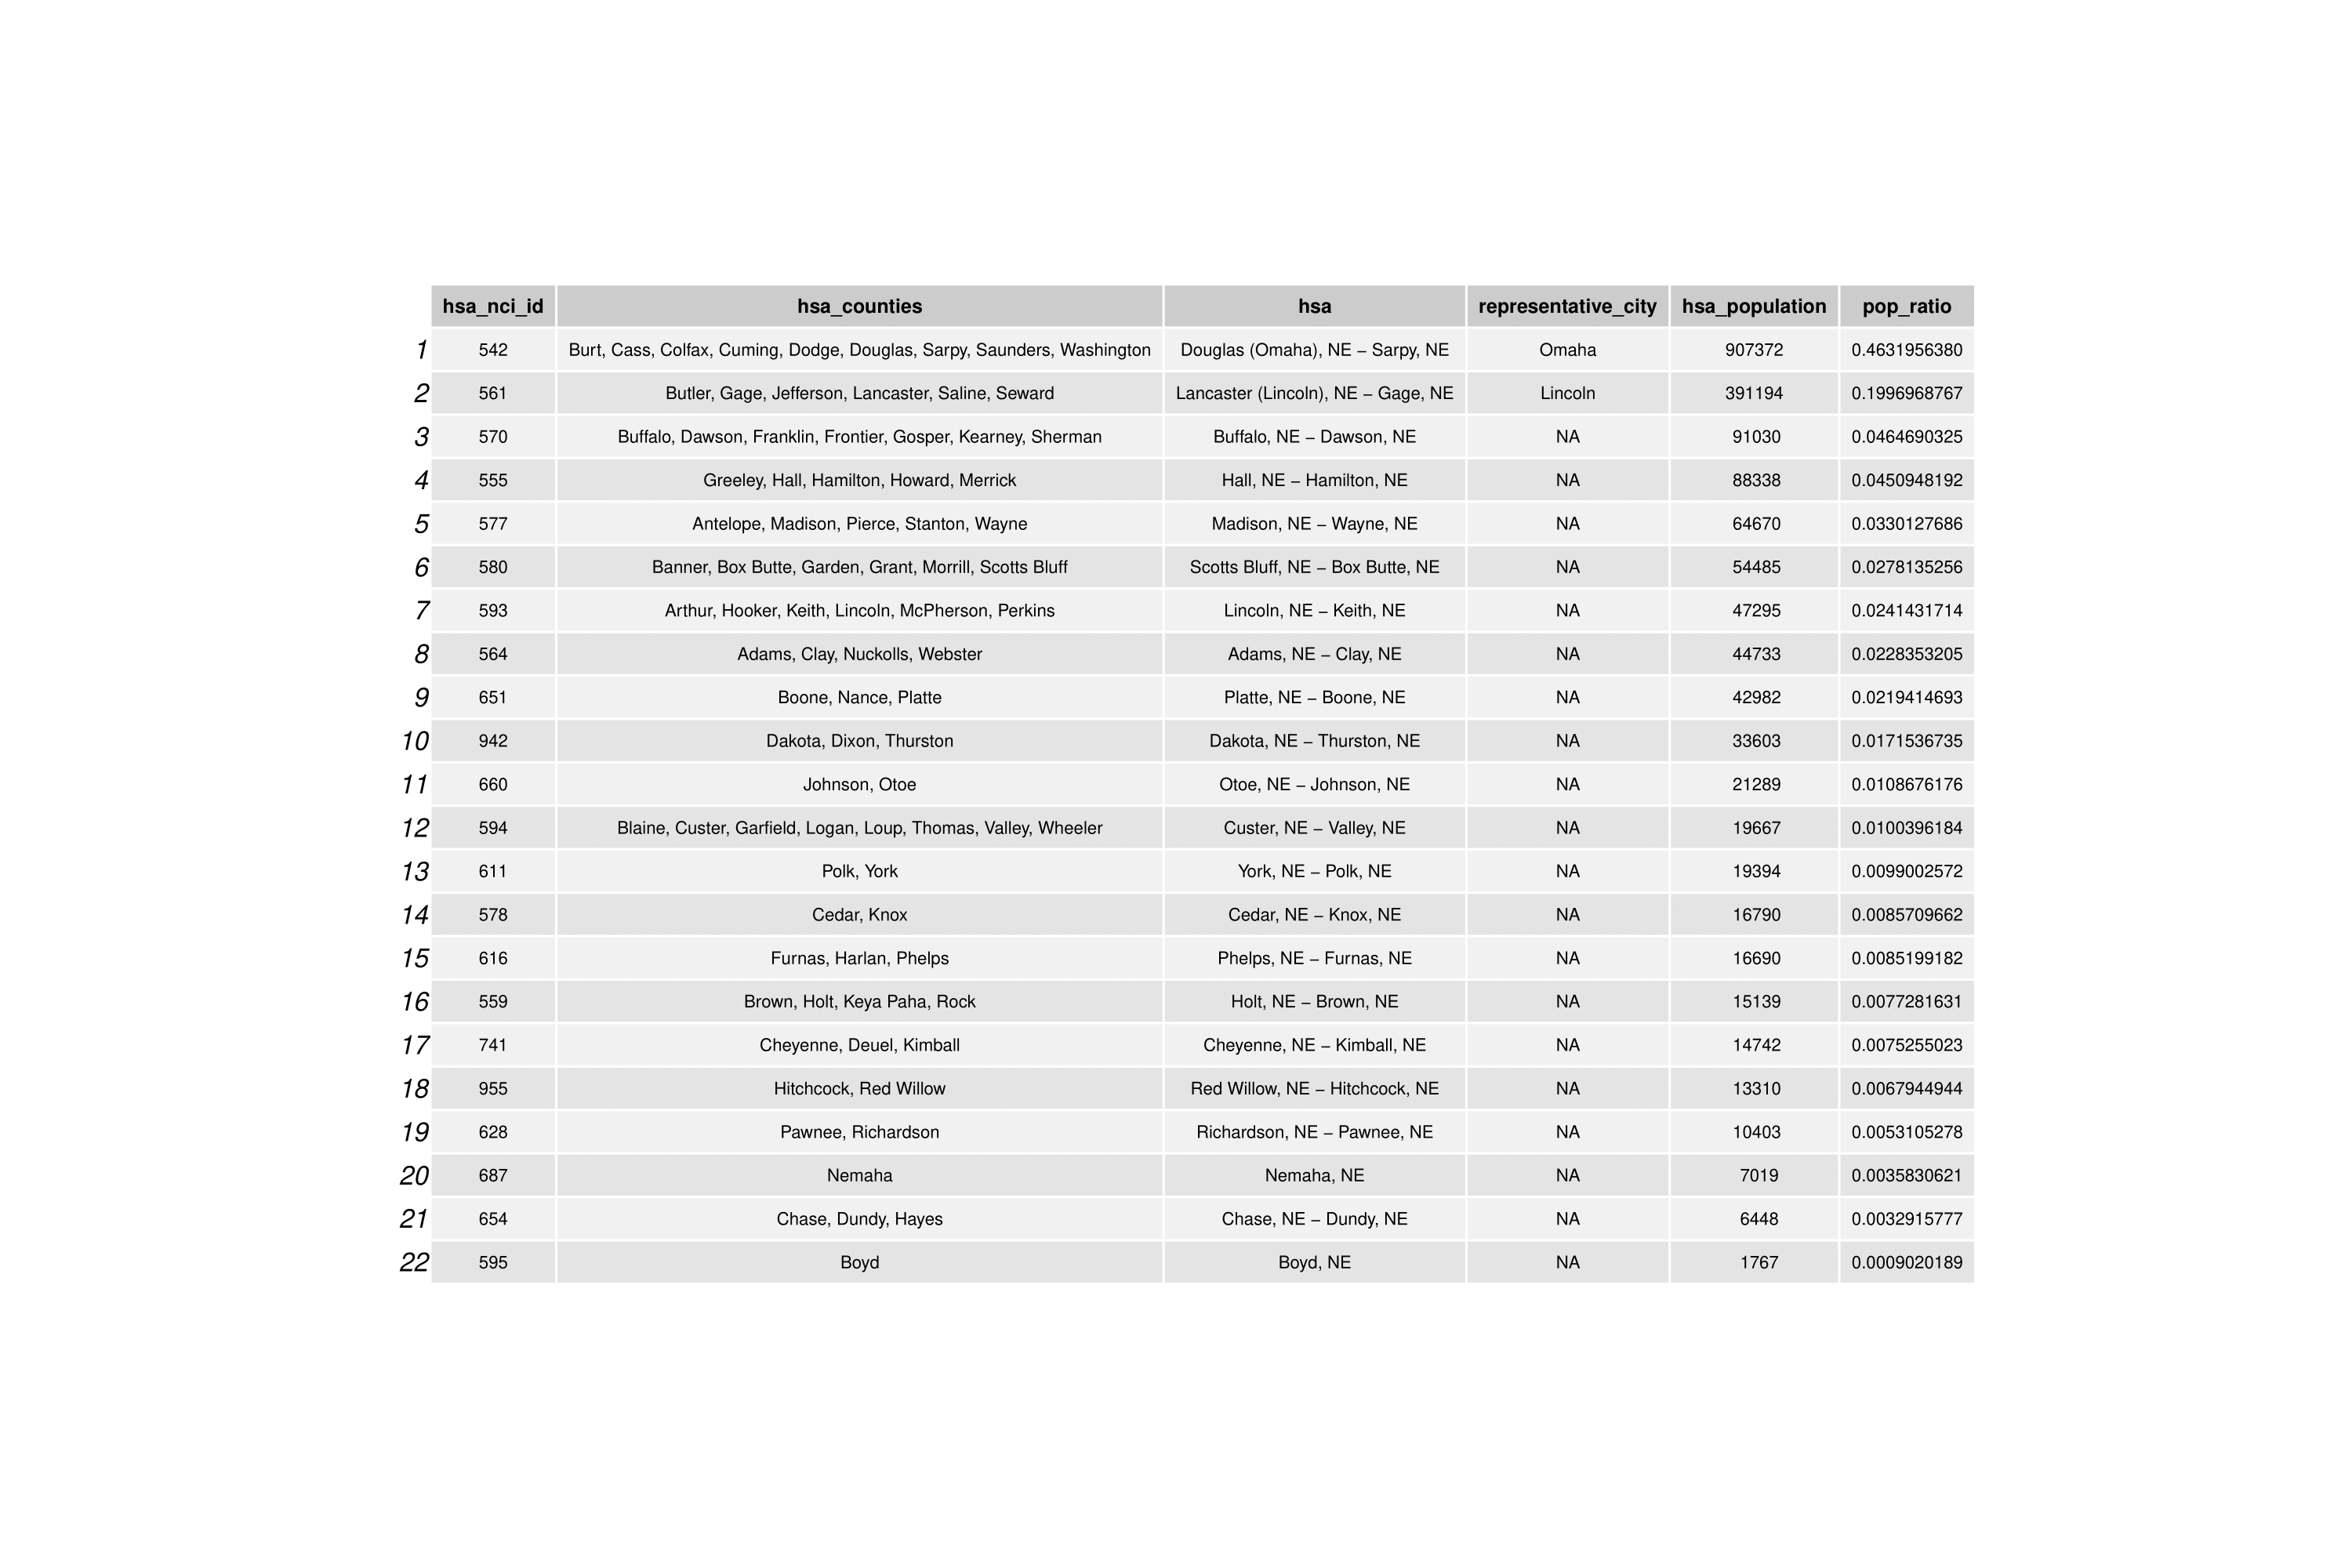 hsa_nci_id hsa_counties hsa representative_city hsa_population pop_ratio
1 542 Burt, Cass, Colfax, Cuming, Dodge, Douglas, Sarpy, Saunders, Washington Douglas (Omaha), NE − Sarpy, NE Omaha 907372 0.4631956380
2 561 Butler, Gage, Jefferson, Lancaster, Saline, Seward Lancaster (Lincoln), NE − Gage, NE Lincoln 391194 0.1996968767
3 570 Buffalo, Dawson, Franklin, Frontier, Gosper, Kearney, Sherman Buffalo, NE − Dawson, NE NA 91030 0.0464690325
4 555 Greeley, Hall, Hamilton, Howard, Merrick Hall, NE − Hamilton, NE NA 88338 0.0450948192
5 577 Antelope, Madison, Pierce, Stanton, Wayne Madison, NE − Wayne, NE NA 64670 0.0330127686
6 580 Banner, Box Butte, Garden, Grant, Morrill, Scotts Bluff Scotts Bluff, NE − Box Butte, NE NA 54485 0.0278135256
7 593 Arthur, Hooker, Keith, Lincoln, McPherson, Perkins Lincoln, NE − Keith, NE NA 47295 0.0241431714
8 564 Adams, Clay, Nuckolls, Webster Adams, NE − Clay, NE NA 44733 0.0228353205
9 651 Boone, Nance, Platte Platte, NE − Boone, NE NA 42982 0.0219414693
10 942 Dakota, Dixon, Thurston Dakota, NE − Thurston, NE NA 33603 0.0171536735
11 660 Johnson, Otoe Otoe, NE − Johnson, NE NA 21289 0.0108676176
12 594 Blaine, Custer, Garfield, Logan, Loup, Thomas, Valley, Wheeler Custer, NE − Valley, NE NA 19667 0.0100396184
13 611 Polk, York York, NE − Polk, NE NA 19394 0.0099002572
14 578 Cedar, Knox Cedar, NE − Knox, NE NA 16790 0.0085709662
15 616 Furnas, Harlan, Phelps Phelps, NE − Furnas, NE NA 16690 0.0085199182
16 559 Brown, Holt, Keya Paha, Rock Holt, NE − Brown, NE NA 15139 0.0077281631
17 741 Cheyenne, Deuel, Kimball Cheyenne, NE − Kimball, NE NA 14742 0.0075255023
18 955 Hitchcock, Red Willow Red Willow, NE − Hitchcock, NE NA 13310 0.0067944944
19 628 Pawnee, Richardson Richardson, NE − Pawnee, NE NA 10403 0.0053105278
20 687 Nemaha Nemaha, NE NA 7019 0.0035830621
21 654 Chase, Dundy, Hayes Chase, NE − Dundy, NE NA 6448 0.0032915777
22 595 Boyd Boyd, NE NA 1767 0.0009020189